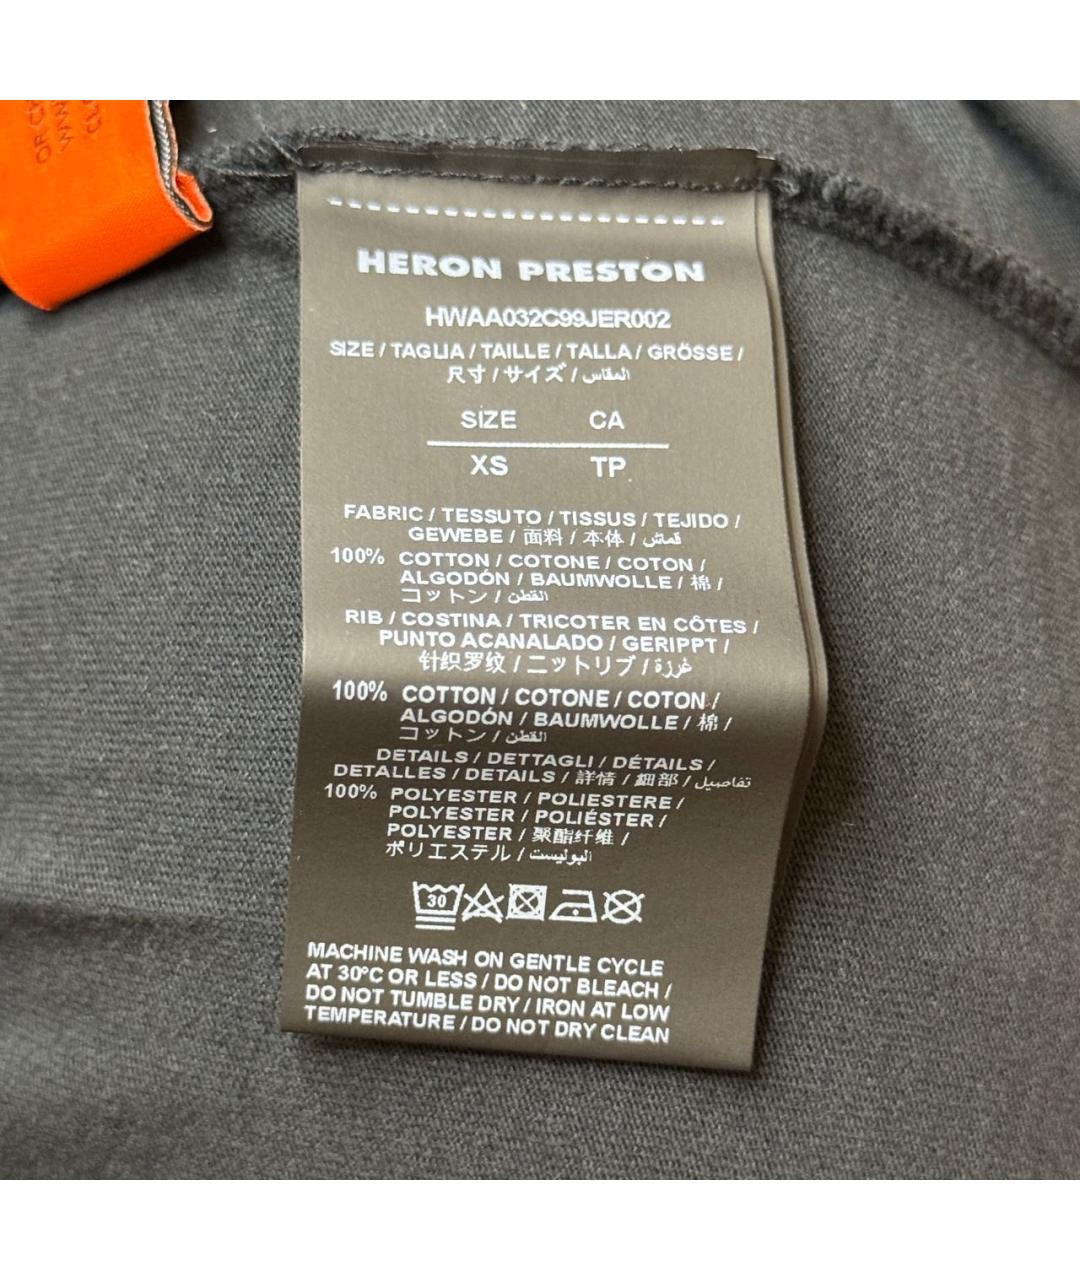 HERON PRESTON
HWAA032C99JER002
SIZE / TAGLIA / TAILLE / TALLA / GRÖSSE /
尺寸 / サイズ / المقاس
SIZE CA
XS TP
FABRIC / TESSUTO / TISSUS / TEJIDO /
GEWEBE / 面料 / 本体 / قماش
100% COTTON / COTONE / COTON /
ALGODÓN / BAUMWOLLE / 棉 /
コットン / القطن
RIB / COSTINA / TRICOTER EN CÔTES /
PUNTO ACANALADO / GERIPPT /
针织罗纹 / ニットリブ / غرزة
100% COTTON / COTONE / COTON /
ALGODÓN / BAUMWOLLE / 棉 /
コットン / القطن
DETAILS / DETTAGLI / DÉTAILS /
DETALLES / DETAILS / 詳情 / 細部 / تفاصيل
100% POLYESTER / POLIESTERE /
POLYESTER / POLIÉSTER /
POLYESTER / 聚酯纤维 /
ポリエステル / البوليست
30
MACHINE WASH ON GENTLE CYCLE
AT 30°C OR LESS / DO NOT BLEACH /
DO NOT TUMBLE DRY / IRON AT LOW
TEMPERATURE / DO NOT DRY CLEAN